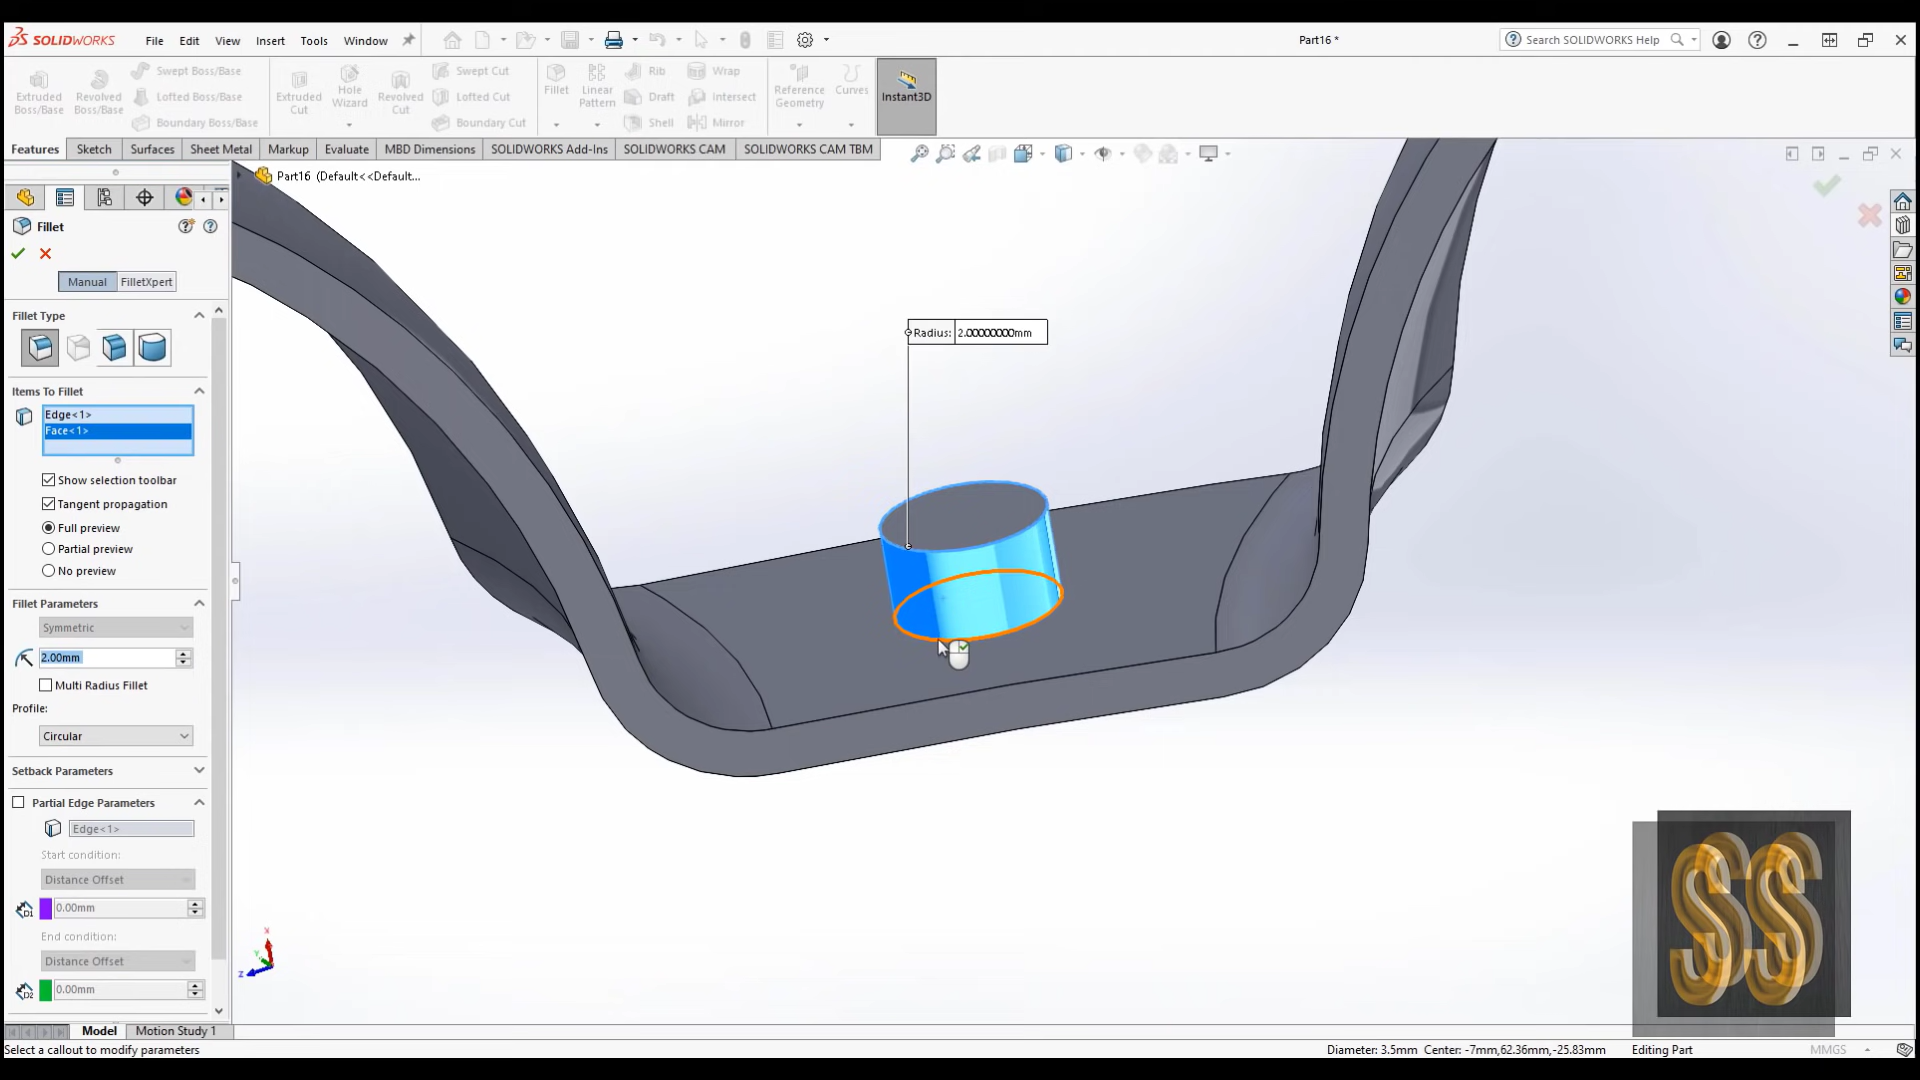 SOLIDWORKS File Edit View Insert Tools Window Part16 * Search SOLIDWORKS Help
Extruded Boss/Base
Revolved Boss/Base
Swept Boss/Base
Lofted Boss/Base
Boundary Boss/Base
Extruded Cut
Hole Wizard
Revolved Cut
Swept Cut
Lofted Cut
Boundary Cut
Fillet
Linear Pattern
Rib
Draft
Shell
Wrap
Intersect
Mirror
Reference Geometry
Curves
Instant3D
Features Sketch Surfaces Sheet Metal Markup Evaluate MBD Dimensions SOLIDWORKS Add-Ins SOLIDWORKS CAM SOLIDWORKS CAM TBM
Part16 (Default<<Default...
Fillet
Manual FilletXpert
Fillet Type
Items To Fillet
Edge<1>
Face<1>
Show selection toolbar
Tangent propagation
Full preview
Partial preview
No preview
Fillet Parameters
Symmetric
2.00mm
Multi Radius Fillet
Profile:
Circular
Setback Parameters
Partial Edge Parameters
Edge<1>
Start condition:
Distance Offset
D1 0.00mm
End condition:
Distance Offset
D2 0.00mm
Radius: 2.00000000mm
X
Y
Z
SS
Model Motion Study 1
Select a callout to modify parameters Diameter: 3.5mm Center: -7mm,62.36mm,-25.83mm Editing Part MMGS